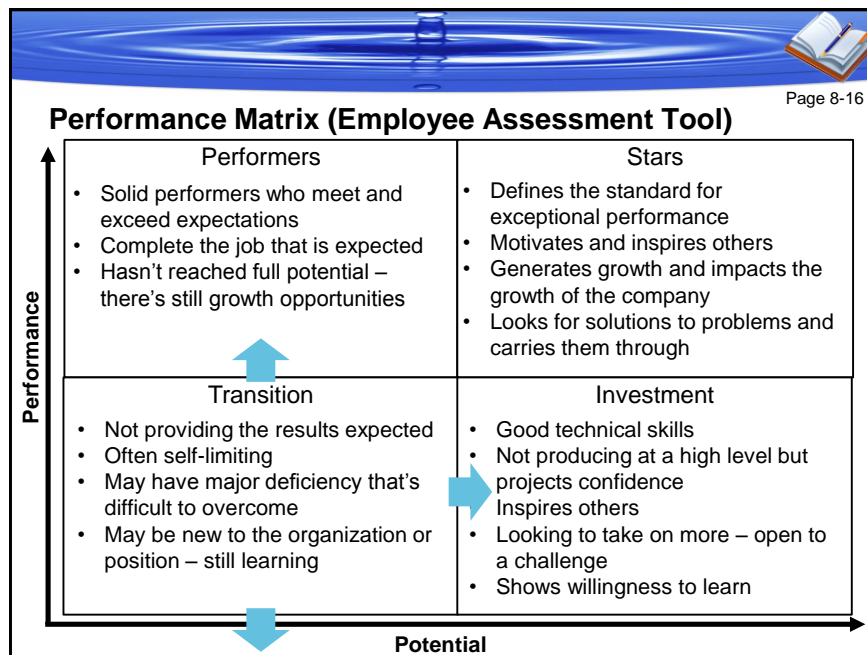 Page 8-16
Performance Matrix (Employee Assessment Tool)
Performance
Performers
• Solid performers who meet and
exceed expectations
• Complete the job that is expected
• Hasn't reached full potential –
there's still growth opportunities
Stars
• Defines the standard for
exceptional performance
• Motivates and inspires others
• Generates growth and impacts the
growth of the company
• Looks for solutions to problems and
carries them through
Transition
• Not providing the results expected
• Often self-limiting
• May have major deficiency that's
difficult to overcome
• May be new to the organization or
position – still learning
Investment
• Good technical skills
• Not producing at a high level but
projects confidence
Inspires others
• Looking to take on more – open to
a challenge
• Shows willingness to learn
Potential